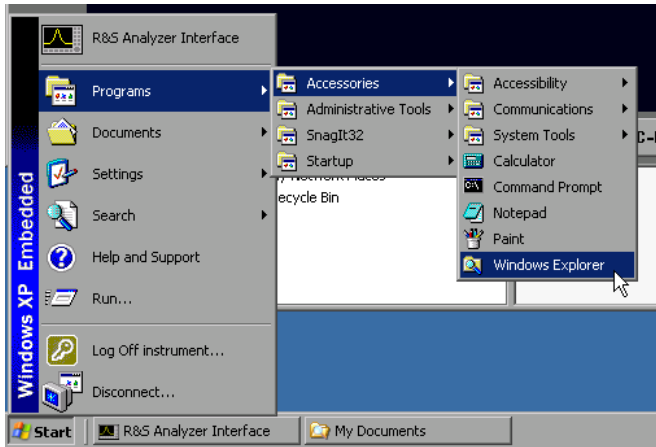 R&S Analyzer Interface
Programs
Documents
Settings
Search
Help and Support
Run...
Log Off instrument...
Disconnect...
Windows XP Embedded
Accessories
Administrative Tools
SnagIt32
Startup
Accessibility
Communications
System Tools
Calculator
Command Prompt
Notepad
Paint
Windows Explorer
ecycle Bin
Start
R&S Analyzer Interface
My Documents